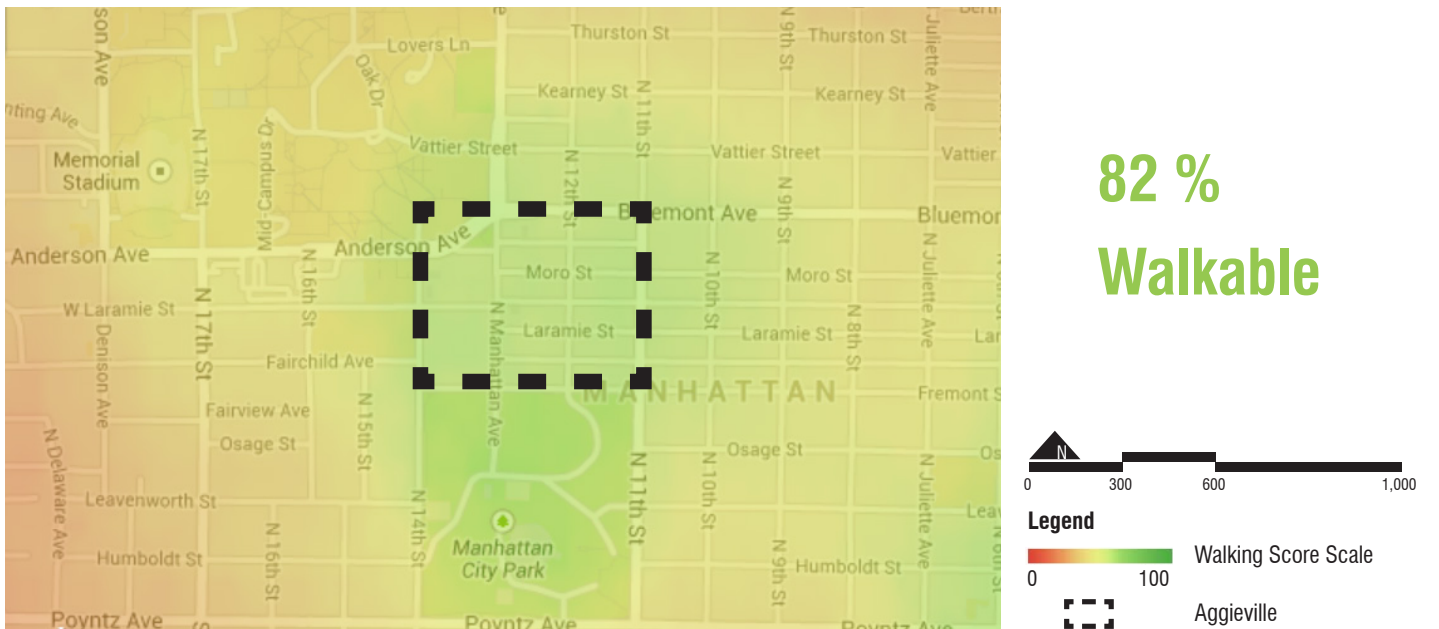 Thurston St
Thurston St
Lovers Ln
Oak Dr
N 9th St
N Juliette Ave
son Ave
Kearney St
N 11th St
Kearney St
nting Ave
N 17th St
Mid-Campus Dr
Vattier Street
Vattier Street
Vattier
Memorial
Stadium
N 12th St
N 9th St
Bluemont Ave
Anderson Ave
Anderson Ave
N 16th St
Moro St
N 10th St
Moro St
N Juliette Ave
W Laramie St
N 17th St
Denison Ave
N Manhattan Ave
Laramie St
Laramie St
N 8th St
Fairchild Ave
MANHATTAN
Fairview Ave
N 15th St
Osage St
Osage St
N Delaware Ave
N 11th St
N 10th St
N Juliette Ave
Leavenworth St
N 14th St
N 16th St
Manhattan
City Park
Humboldt St
N 9th St
Humboldt St
Poyntz Ave
Poyntz Ave
82 %
Walkable
N
0 300 600 1,000
Legend
Walking Score Scale
0 100
Aggieville